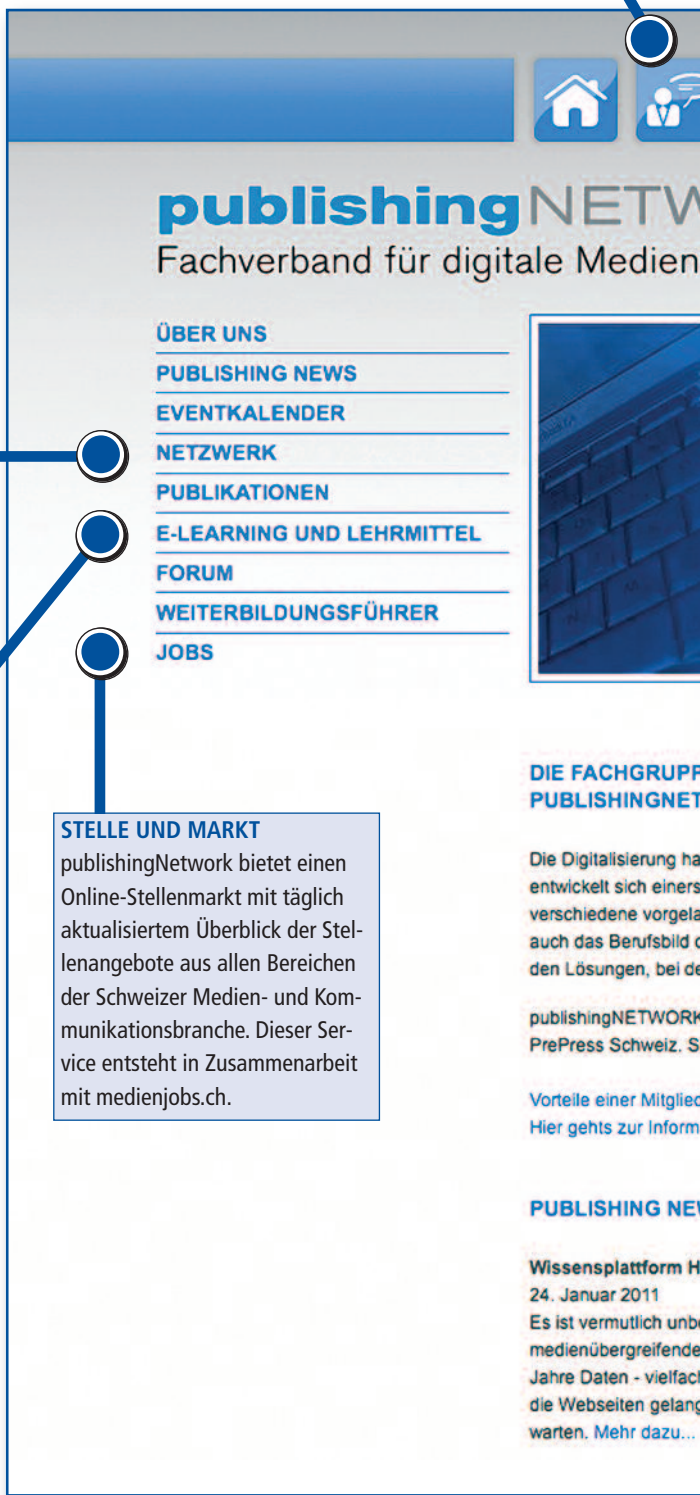 publishingNETW
Fachverband für digitale Medien
ÜBER UNS
PUBLISHING NEWS
EVENTKALENDER
NETZWERK
PUBLIKATIONEN
E-LEARNING UND LEHRMITTEL
FORUM
WEITERBILDUNGSFÜHRER
JOBS
STELLE UND MARKT
publishingNetwork bietet einen
Online-Stellenmarkt mit täglich
aktualisiertem Überblick der Stel-
lenangebote aus allen Bereichen
der Schweizer Medien- und Kom-
munikationsbranche. Dieser Ser-
vice entsteht in Zusammenarbeit
mit medienjobs.ch.
DIE FACHGRUPP
PUBLISHINGNET
Die Digitalisierung ha
entwickelt sich einers
verschiedene vorgela
auch das Berufsbild
den Lösungen, bei de
publishingNETWORK
PrePress Schweiz. S
Vorteile einer Mitglied
Hier gehts zur Inform
PUBLISHING NEW
Wissensplattform H
24. Januar 2011
Es ist vermutlich unbe
medienübergreifende
Jahre Daten - vielfach
die Webseiten gelang
warten. Mehr dazu...